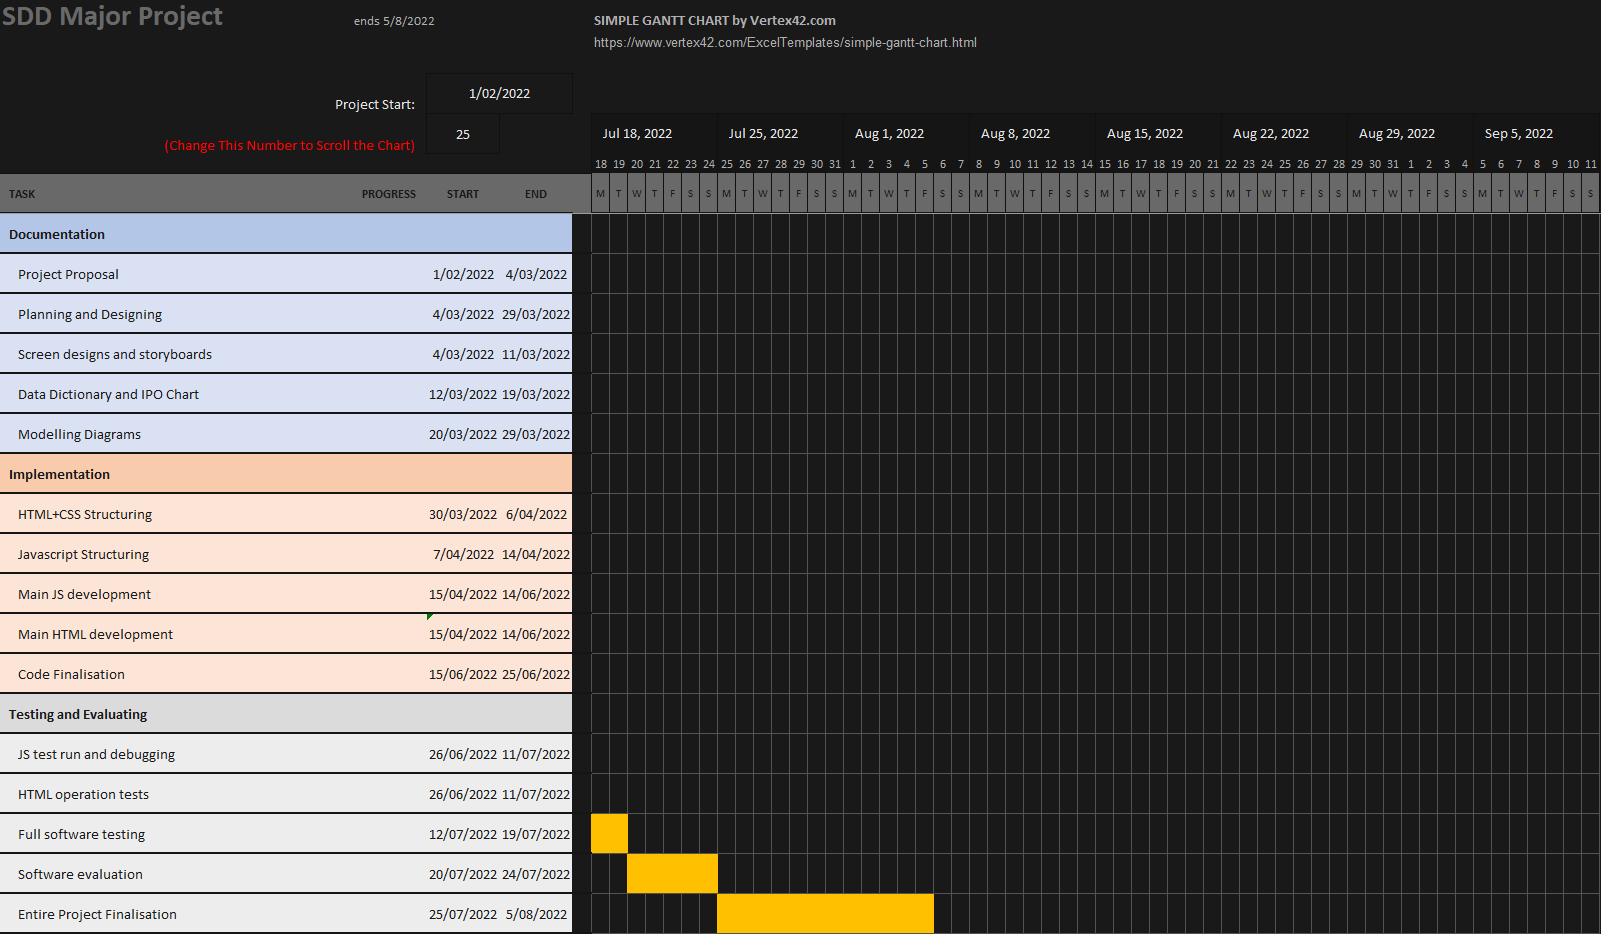 SDD Major Project ends 5/8/2022 SIMPLE GANTT CHART by Vertex42.com
https://www.vertex42.com/ExcelTemplates/simple-gantt-chart.html
Project Start: 1/02/2022
(Change This Number to Scroll the Chart) 25 Jul 18, 2022 Jul 25, 2022 Aug 1, 2022 Aug 8, 2022 Aug 15, 2022 Aug 22, 2022 Aug 29, 2022 Sep 5, 2022
18 19 20 21 22 23 24 25 26 27 28 29 30 31 1 2 3 4 5 6 7 8 9 10 11 12 13 14 15 16 17 18 19 20 21 22 23 24 25 26 27 28 29 30 31 1 2 3 4 5 6 7 8 9 10 11
TASK PROGRESS START END M T W T F S S M T W T F S S M T W T F S S M T W T F S S M T W T F S S M T W T F S S M T W T F S S M T W T F S S
Documentation
Project Proposal 1/02/2022 4/03/2022
Planning and Designing 4/03/2022 29/03/2022
Screen designs and storyboards 4/03/2022 11/03/2022
Data Dictionary and IPO Chart 12/03/2022 19/03/2022
Modelling Diagrams 20/03/2022 29/03/2022
Implementation
HTML+CSS Structuring 30/03/2022 6/04/2022
Javascript Structuring 7/04/2022 14/04/2022
Main JS development 15/04/2022 14/06/2022
Main HTML development 15/04/2022 14/06/2022
Code Finalisation 15/06/2022 25/06/2022
Testing and Evaluating
JS test run and debugging 26/06/2022 11/07/2022
HTML operation tests 26/06/2022 11/07/2022
Full software testing 12/07/2022 19/07/2022
Software evaluation 20/07/2022 24/07/2022
Entire Project Finalisation 25/07/2022 5/08/2022